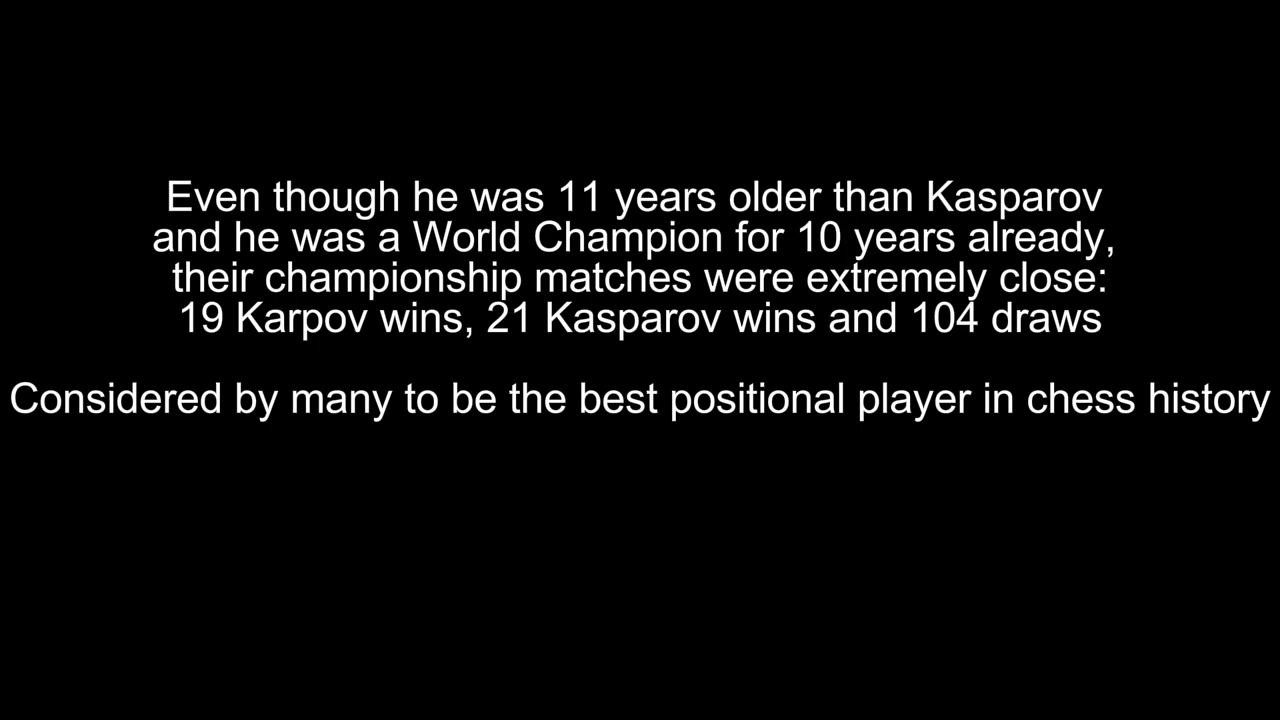 Even though he was 11 years older than Kasparov
and he was a World Champion for 10 years already,
their championship matches were extremely close:
19 Karpov wins, 21 Kasparov wins and 104 draws
Considered by many to be the best positional player in chess history